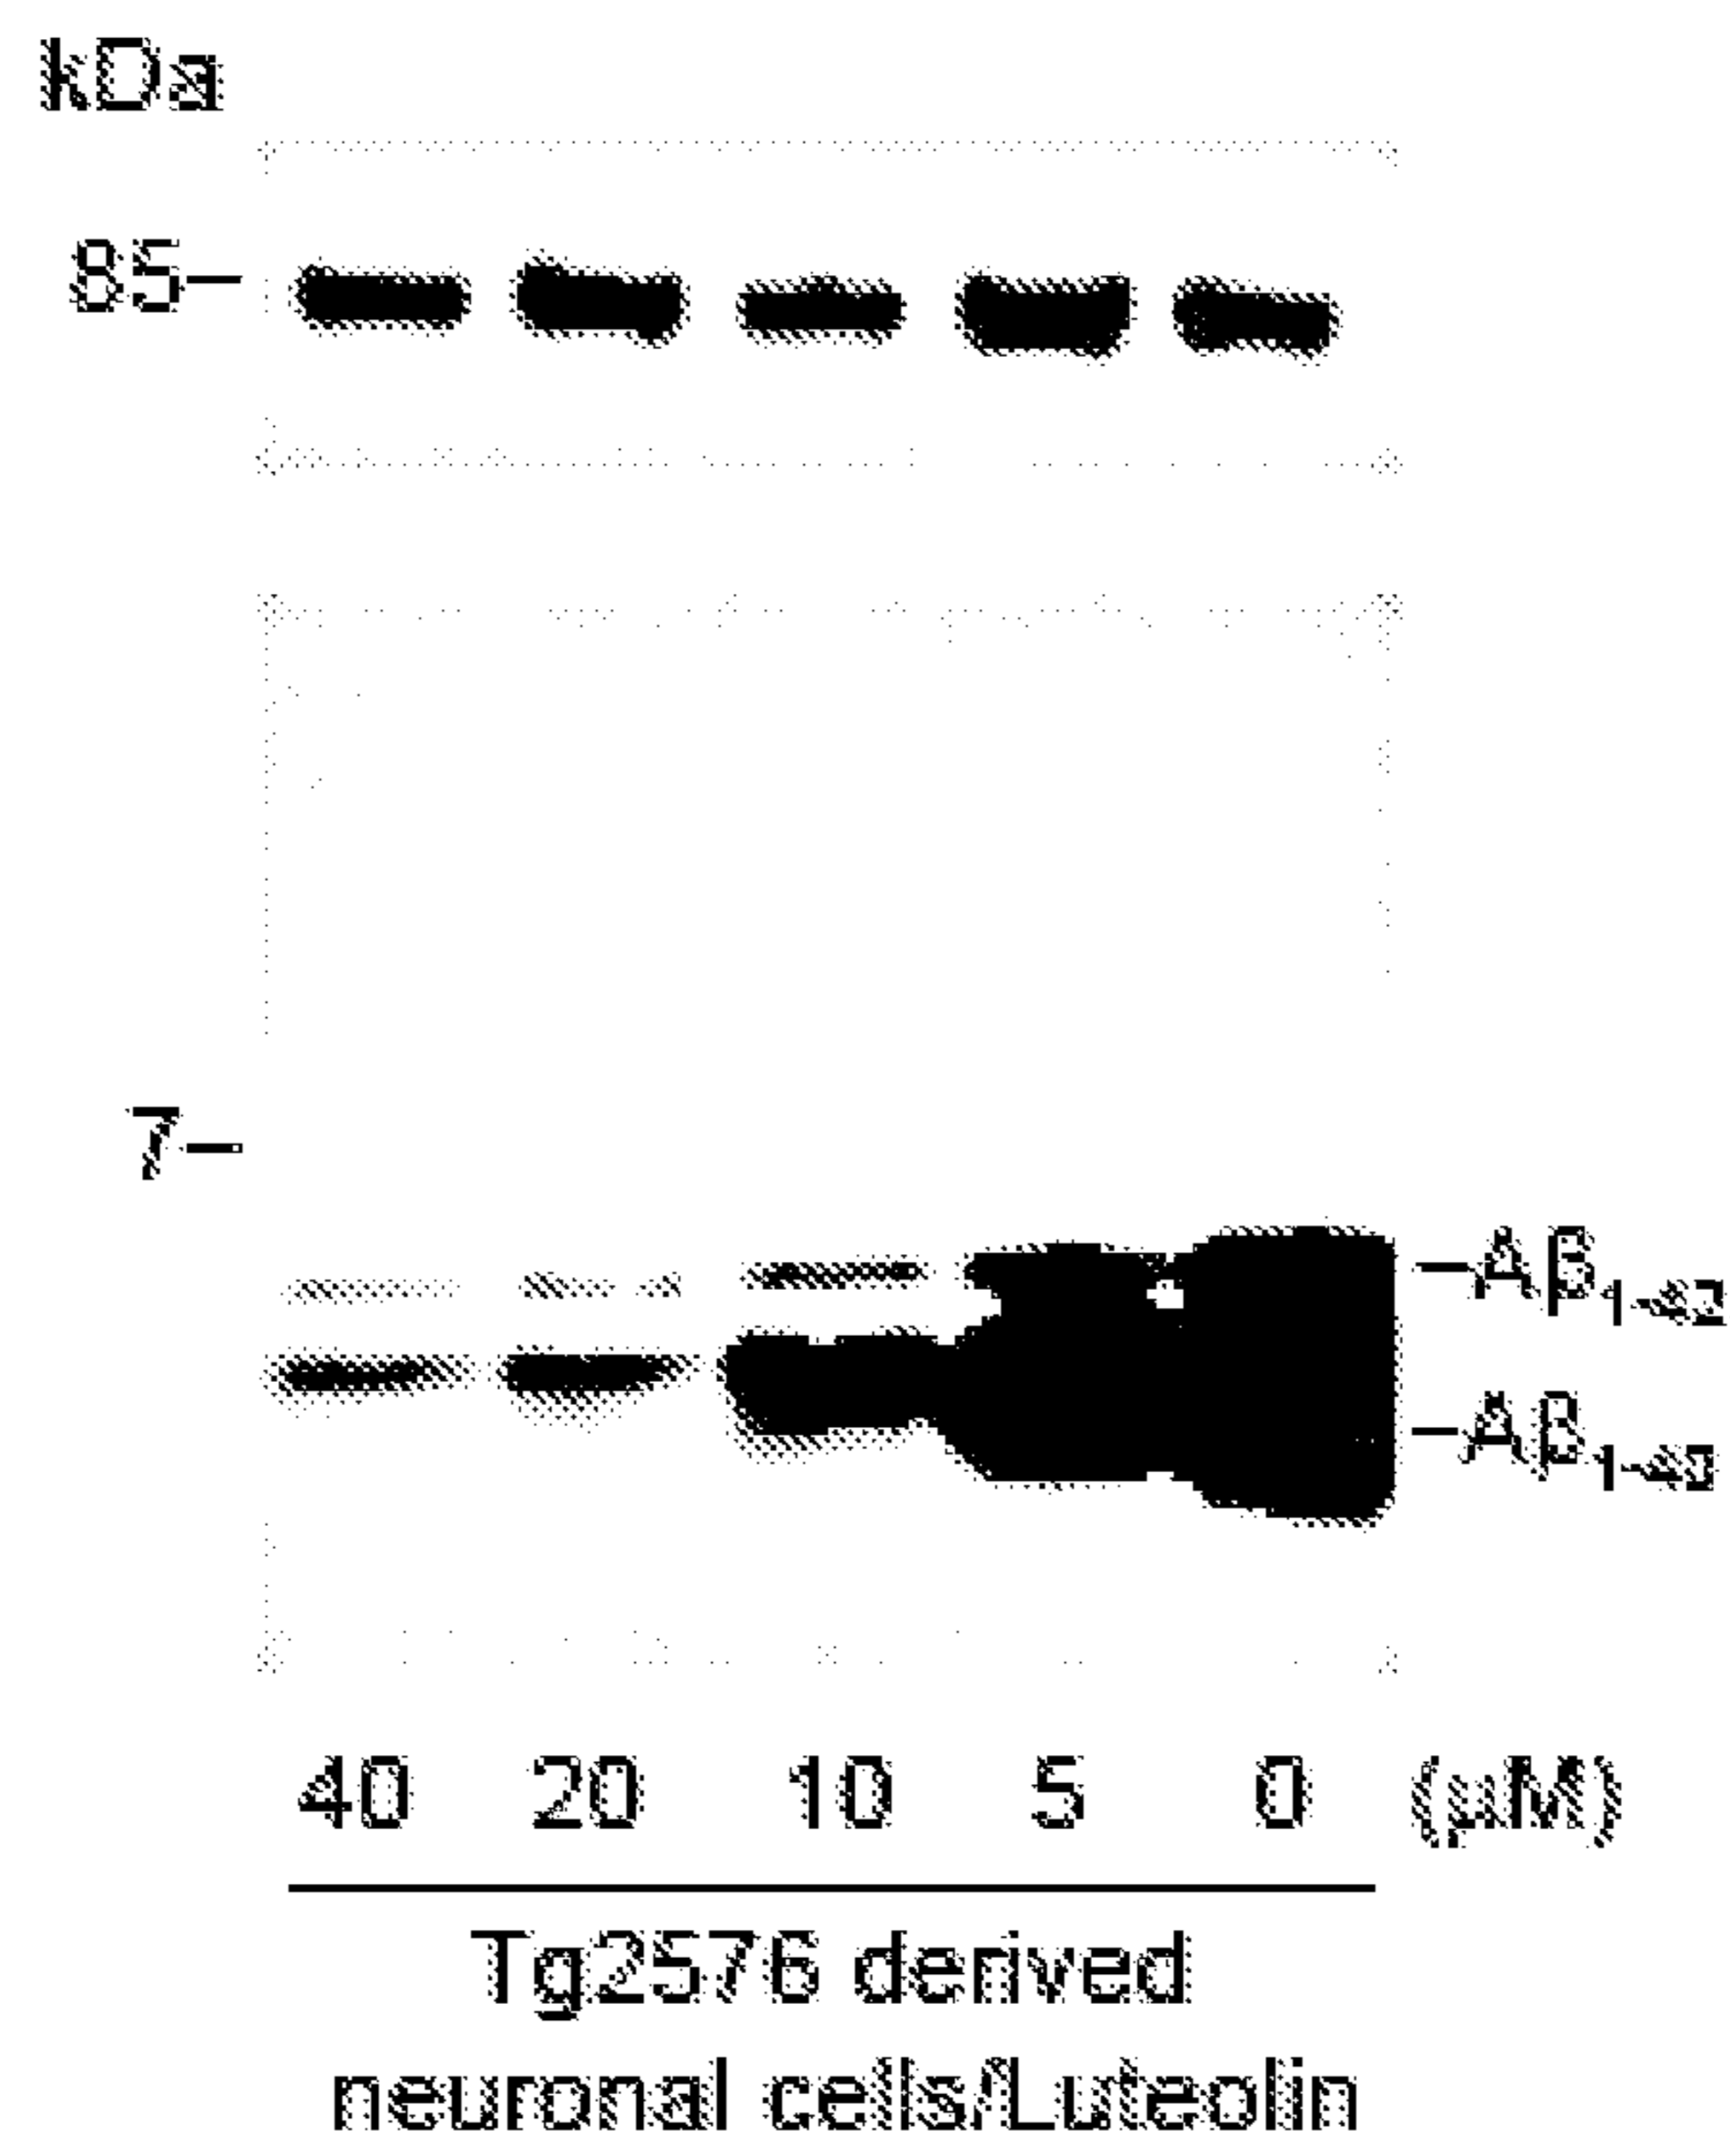 kDa
85–
7–
–Aβ1-42
–Aβ1-40
40 20 10 5 0 (μM)
Tg2576 derived
neuronal cells/Luteolin